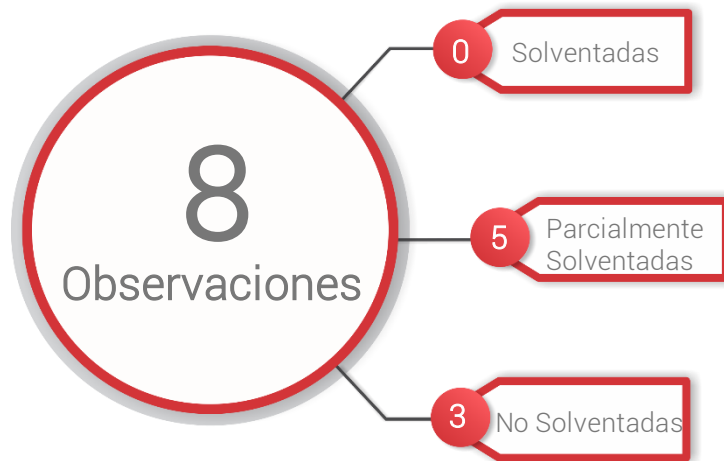 8
Observaciones
0
Solventadas
5
Parcialmente
Solventadas
3
No Solventadas